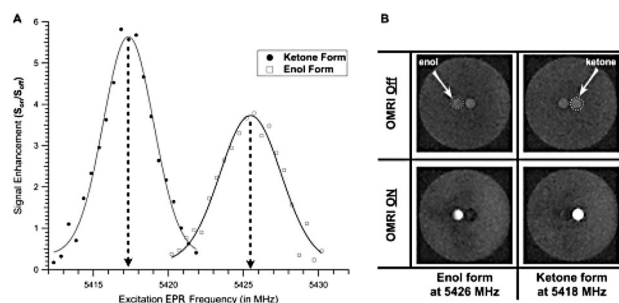 A
Signal Enhancement (Son/Soff)
6
5
4
3
2
1
0
Ketone Form
Enol Form
5415
5420
5425
5430
Excitation EPR Frequency (in MHz)
B
OMRI Off
enol
ketone
OMRI ON
Enol form
at 5426 MHz
Ketone form
at 5418 MHz